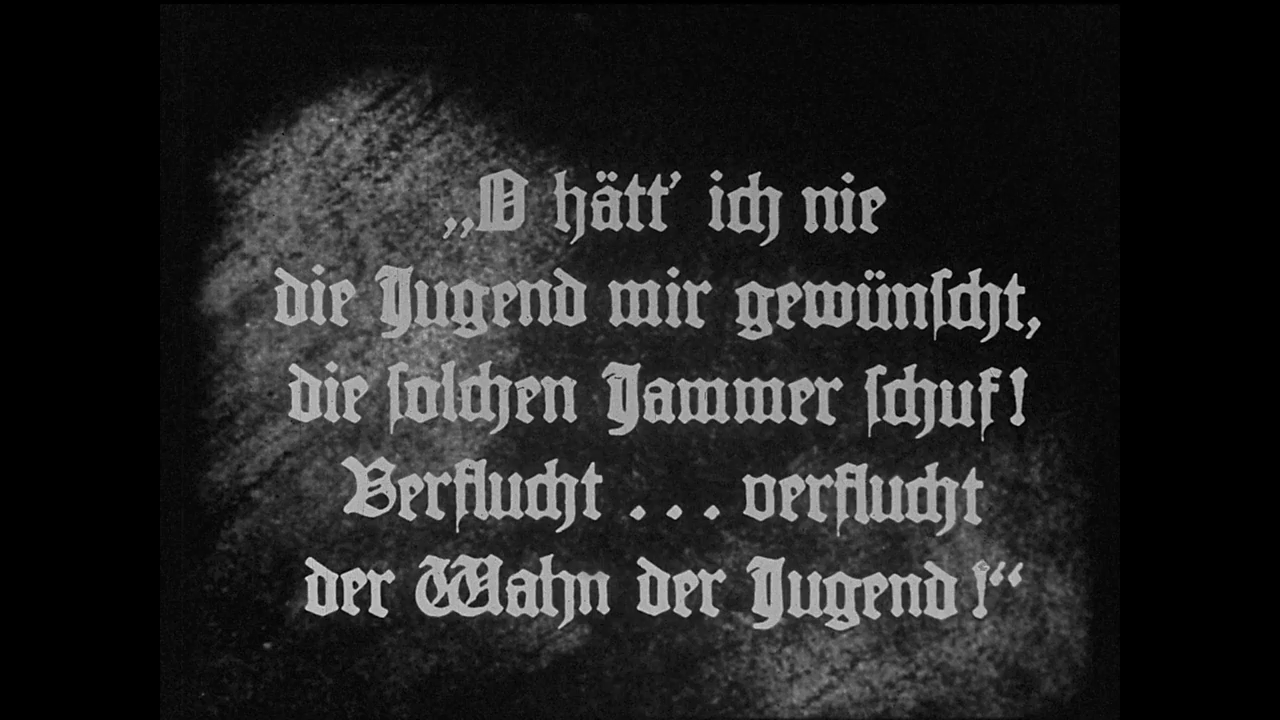 „O hätt' ich nie
die Jugend mir gewünſcht,
die ſolchen Jammer ſchuf!
Verflucht . . . verflucht
der Wahn der Jugend!“